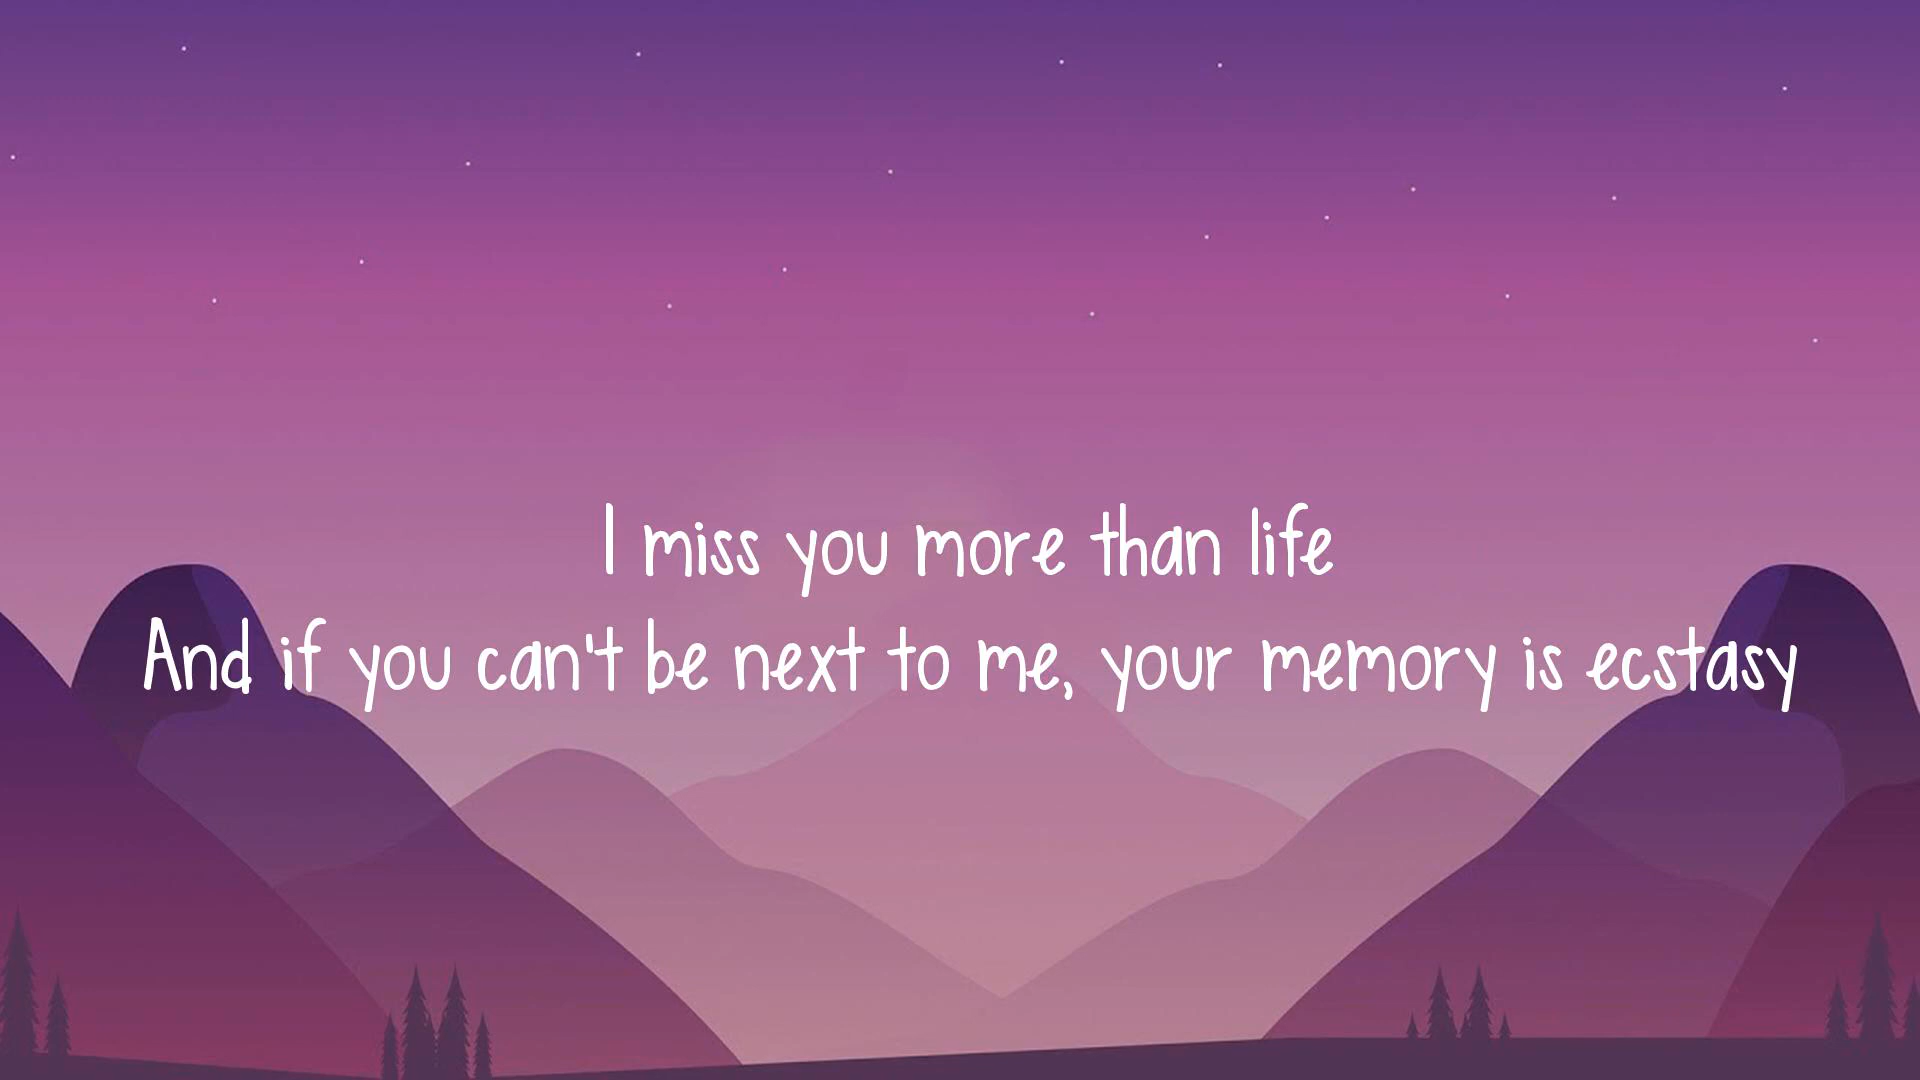 I miss you more than life
And if you can't be next to me, your memory is ecstasy